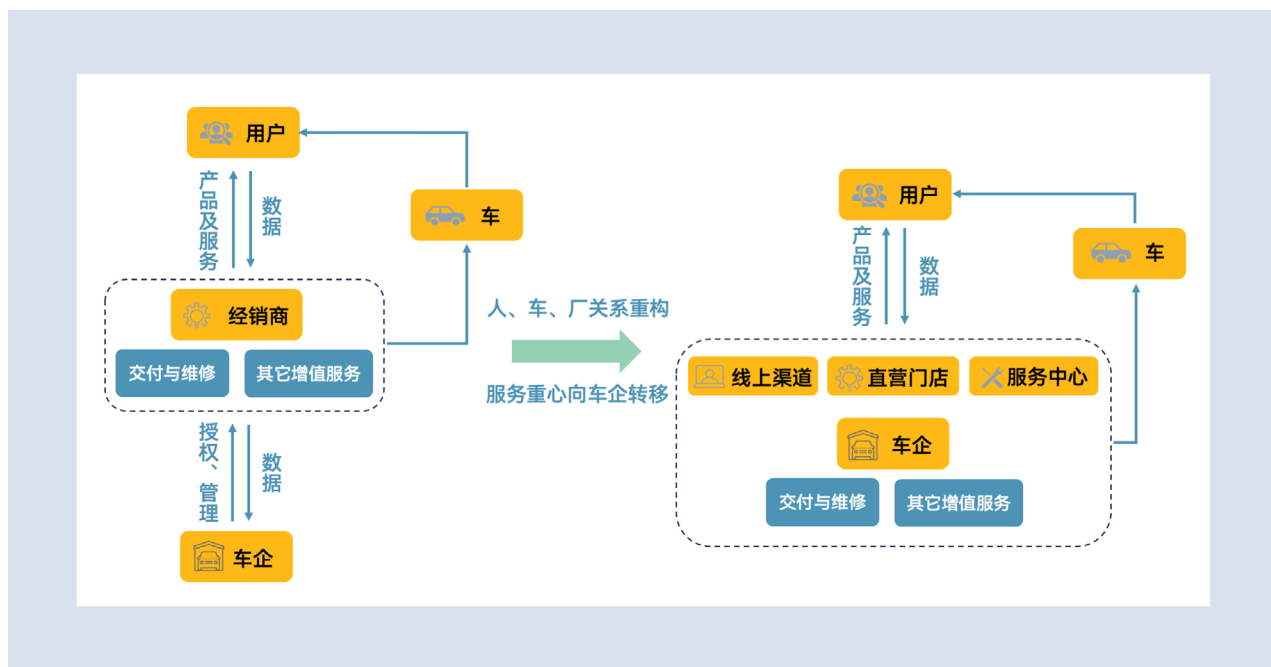 用户
产品及服务
数据
车
经销商
交付与维修
其它增值服务
授权、管理
数据
车企
人、车、厂关系重构
服务重心向车企转移
用户
产品及服务
数据
车
线上渠道
直营门店
服务中心
车企
交付与维修
其它增值服务